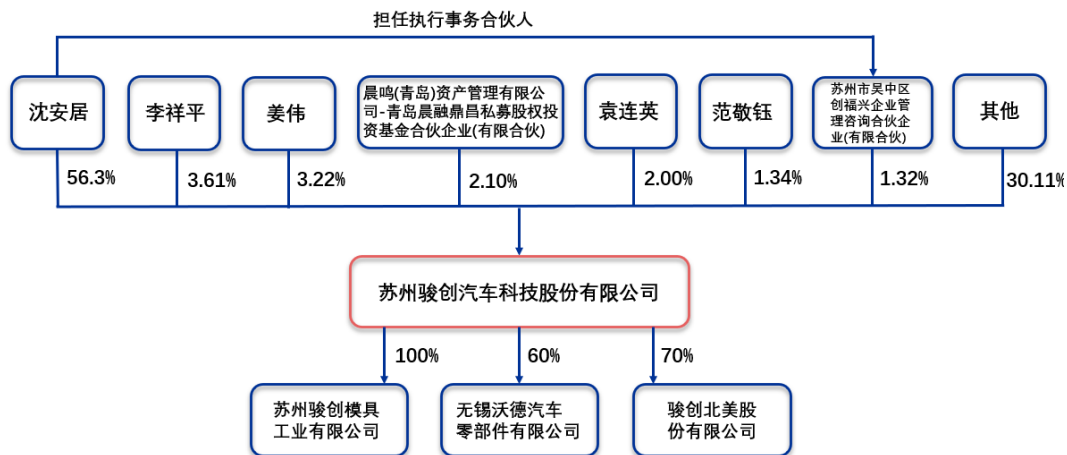 担任执行事务合伙人
沈安居
李祥平
姜伟
晨鸣(青岛)资产管理有限公
司-青岛晨融鼎昌私募股权投
资基金合伙企业(有限合伙)
袁连英
范敬钰
苏州市吴中区
创福兴企业管
理咨询合伙企
业(有限合伙)
其他
56.3%
3.61%
3.22%
2.10%
2.00%
1.34%
1.32%
30.11%
苏州骏创汽车科技股份有限公司
100%
60%
70%
苏州骏创模具
工业有限公司
无锡沃德汽车
零部件有限公司
骏创北美股
份有限公司